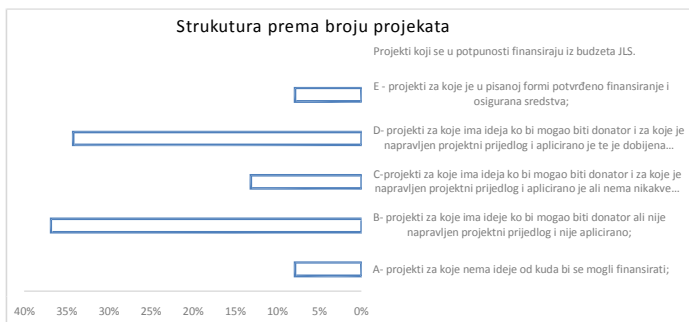 Strukutura prema broju projekata
Projekti koji se u potpunosti finansiraju iz budzeta JLS.
E - projekti za koje je u pisanoj formi potvrđeno finansiranje i
osigurana sredstva;
D- projekti za koje ima ideja ko bi mogao biti donator i za koje je
napravljen projektni prijedlog i aplicirano je te je dobijena...
C-projekti za koje ima ideja ko bi mogao biti donator i za koje je
napravljen projektni prijedlog i aplicirano je ali nema nikakve...
B- projekti za koje ima ideje ko bi mogao biti donator ali nije
napravljen projektni prijedlog i nije aplicirano;
A- projekti za koje nema ideje od kuda bi se mogli finansirati;
40% 35% 30% 25% 20% 15% 10% 5% 0%